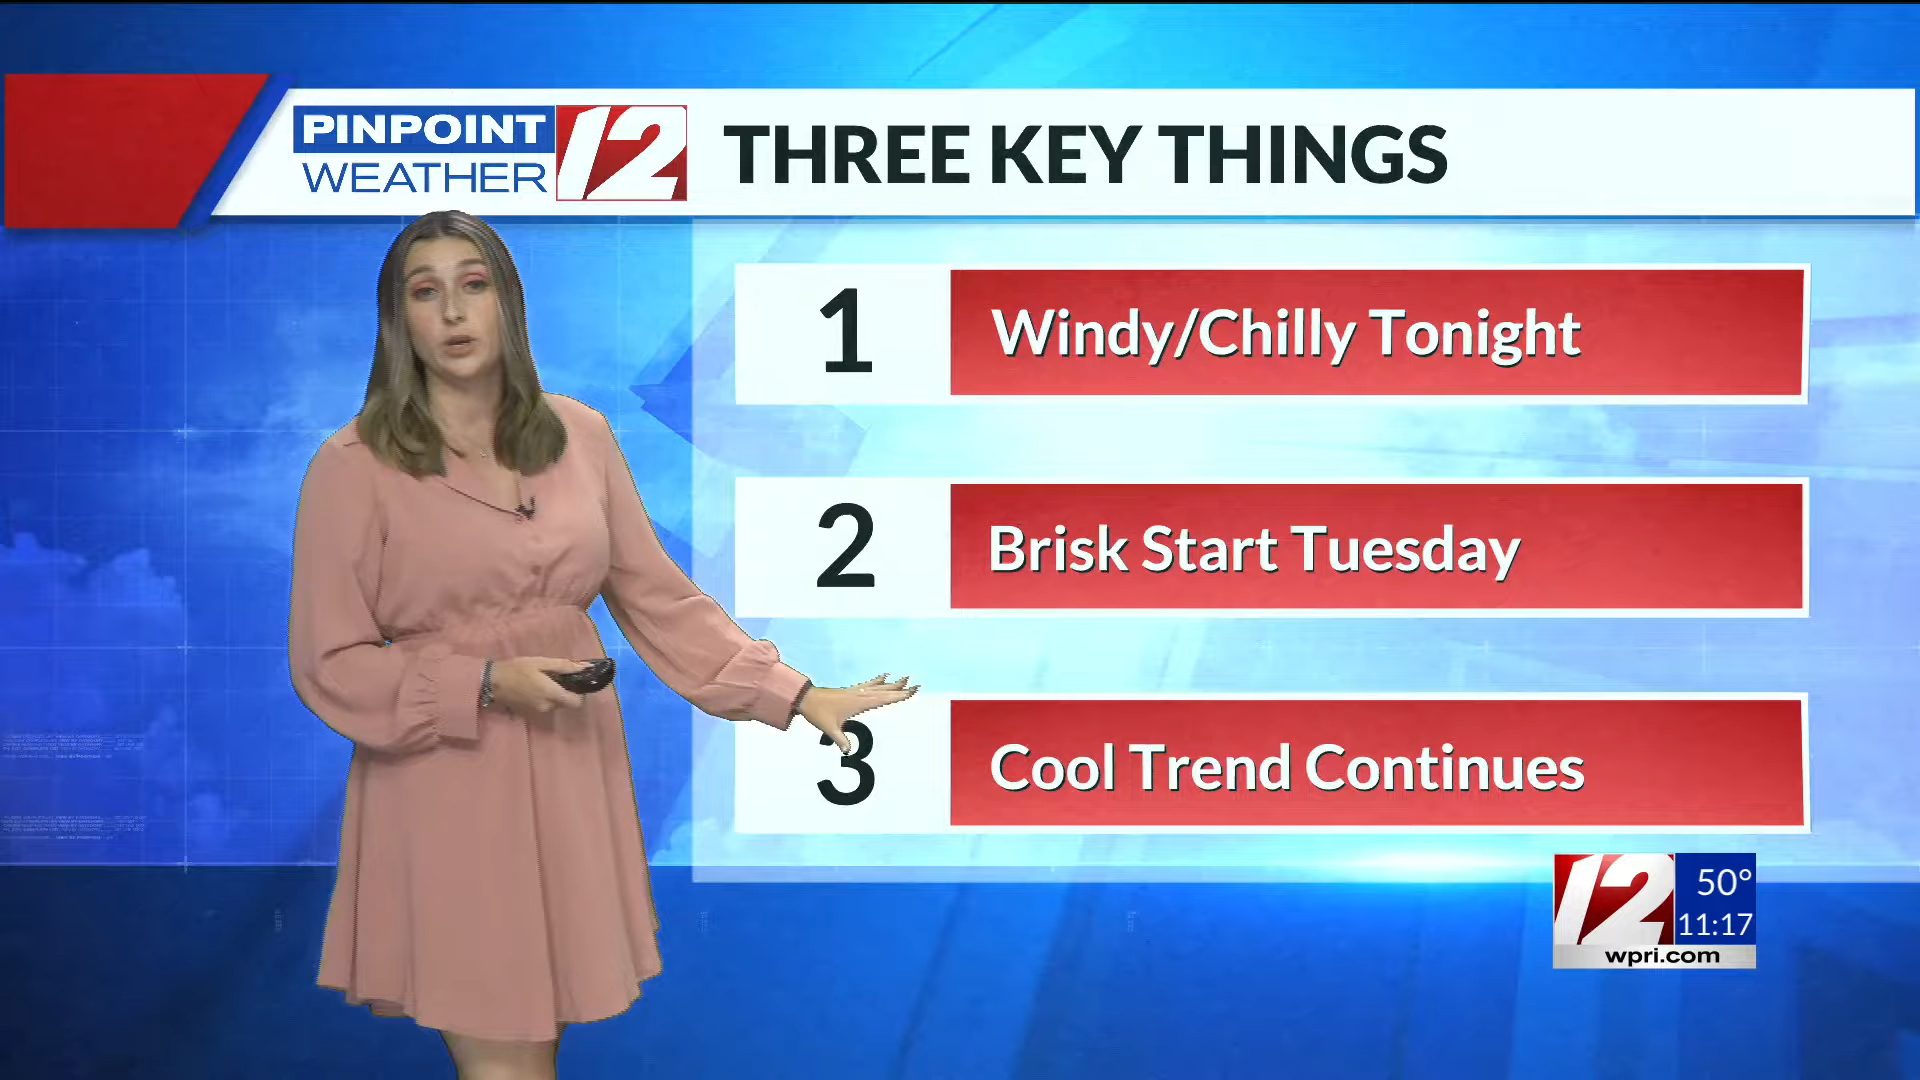 PINPOINT
WEATHER
12
THREE KEY THINGS
1
Windy/Chilly Tonight
2
Brisk Start Tuesday
3
Cool Trend Continues
12
50°
11:17
wpri.com